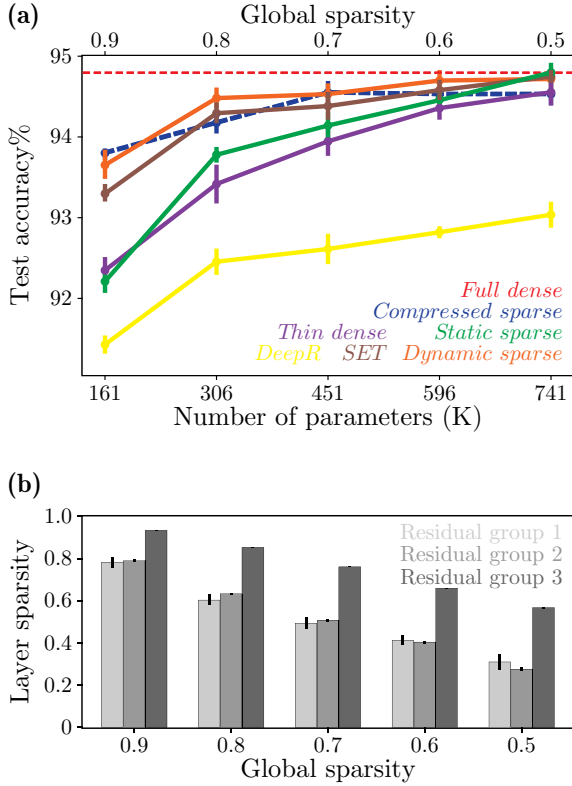 (a)
Global sparsity
0.9 0.8 0.7 0.6 0.5
Test accuracy%
95
94
93
92
Full dense
Compressed sparse
Thin dense Static sparse
DeepR SET Dynamic sparse
161 306 451 596 741
Number of parameters (K)
(b)
Layer sparsity
1.0
0.8
0.6
0.4
0.2
0
Residual group 1
Residual group 2
Residual group 3
0.9 0.8 0.7 0.6 0.5
Global sparsity